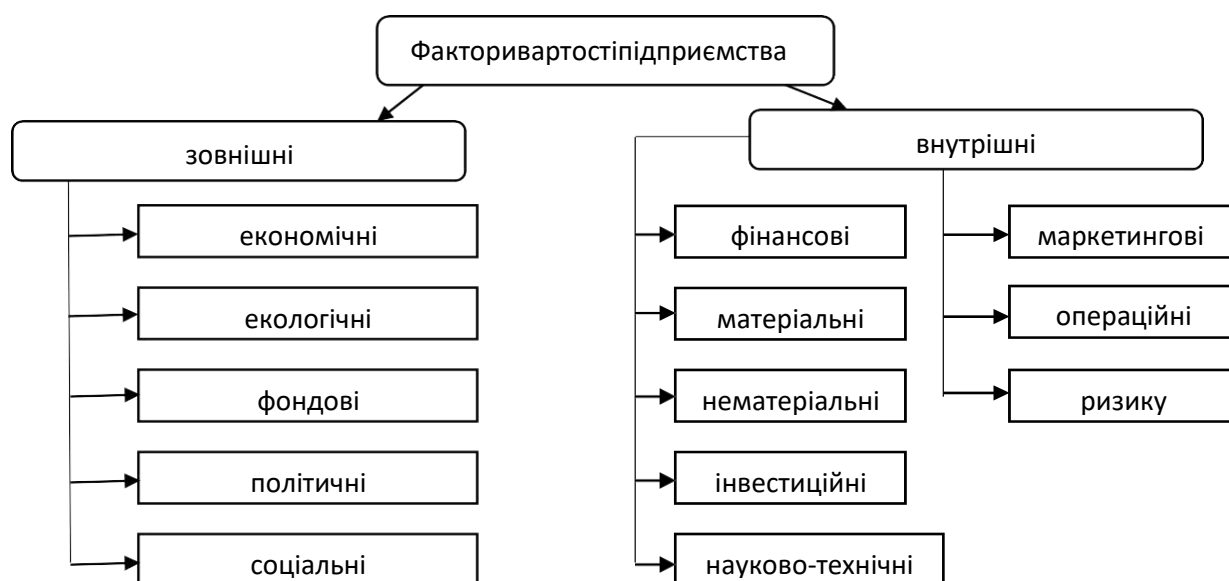 Факторивартостіпідприємства
зовнішні
внутрішні
економічні
екологічні
фондові
політичні
соціальні
фінансові
матеріальні
нематеріальні
інвестиційні
науково-технічні
маркетингові
операційні
ризику